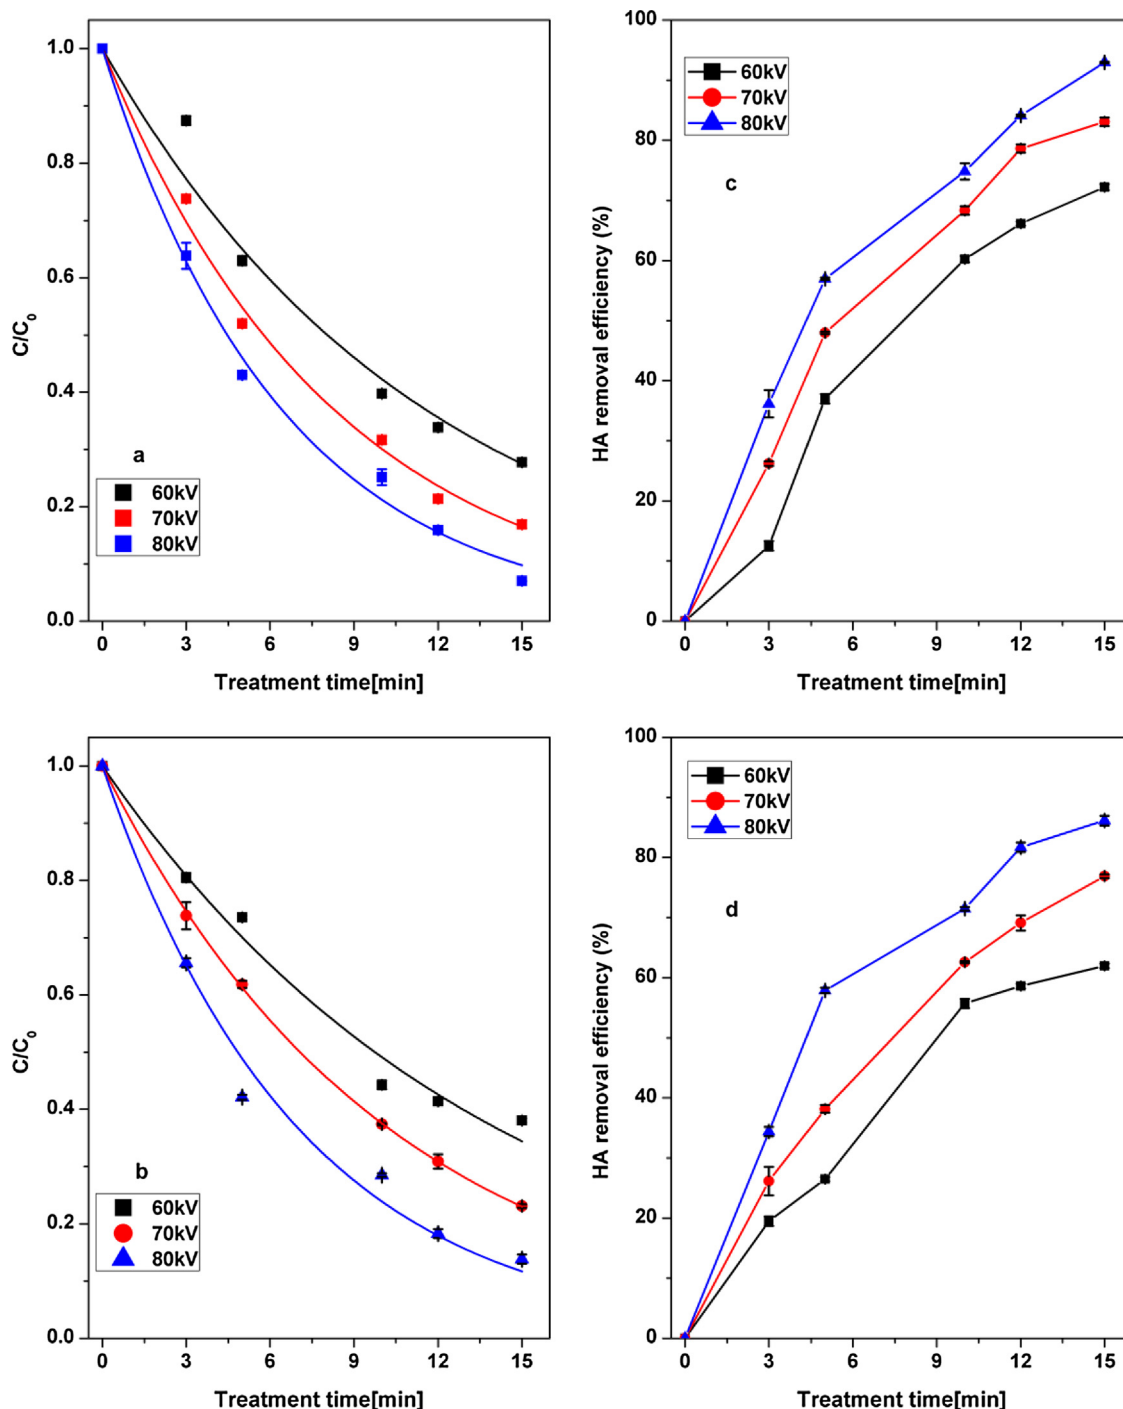 1.0
0.8
0.6
0.4
0.2
0.0
C/C0
a
60kV
70kV
80kV
0 3 6 9 12 15
Treatment time[min]
100
80
60
40
20
0
HA removal efficiency (%)
60kV
70kV
80kV
c
0 3 6 9 12 15
Treatment time[min]
1.0
0.8
0.6
0.4
0.2
0.0
C/C0
b
60kV
70kV
80kV
0 3 6 9 12 15
Treatment time[min]
100
80
60
40
20
0
HA removal efficiency (%)
60kV
70kV
80kV
d
0 3 6 9 12 15
Treatment time[min]